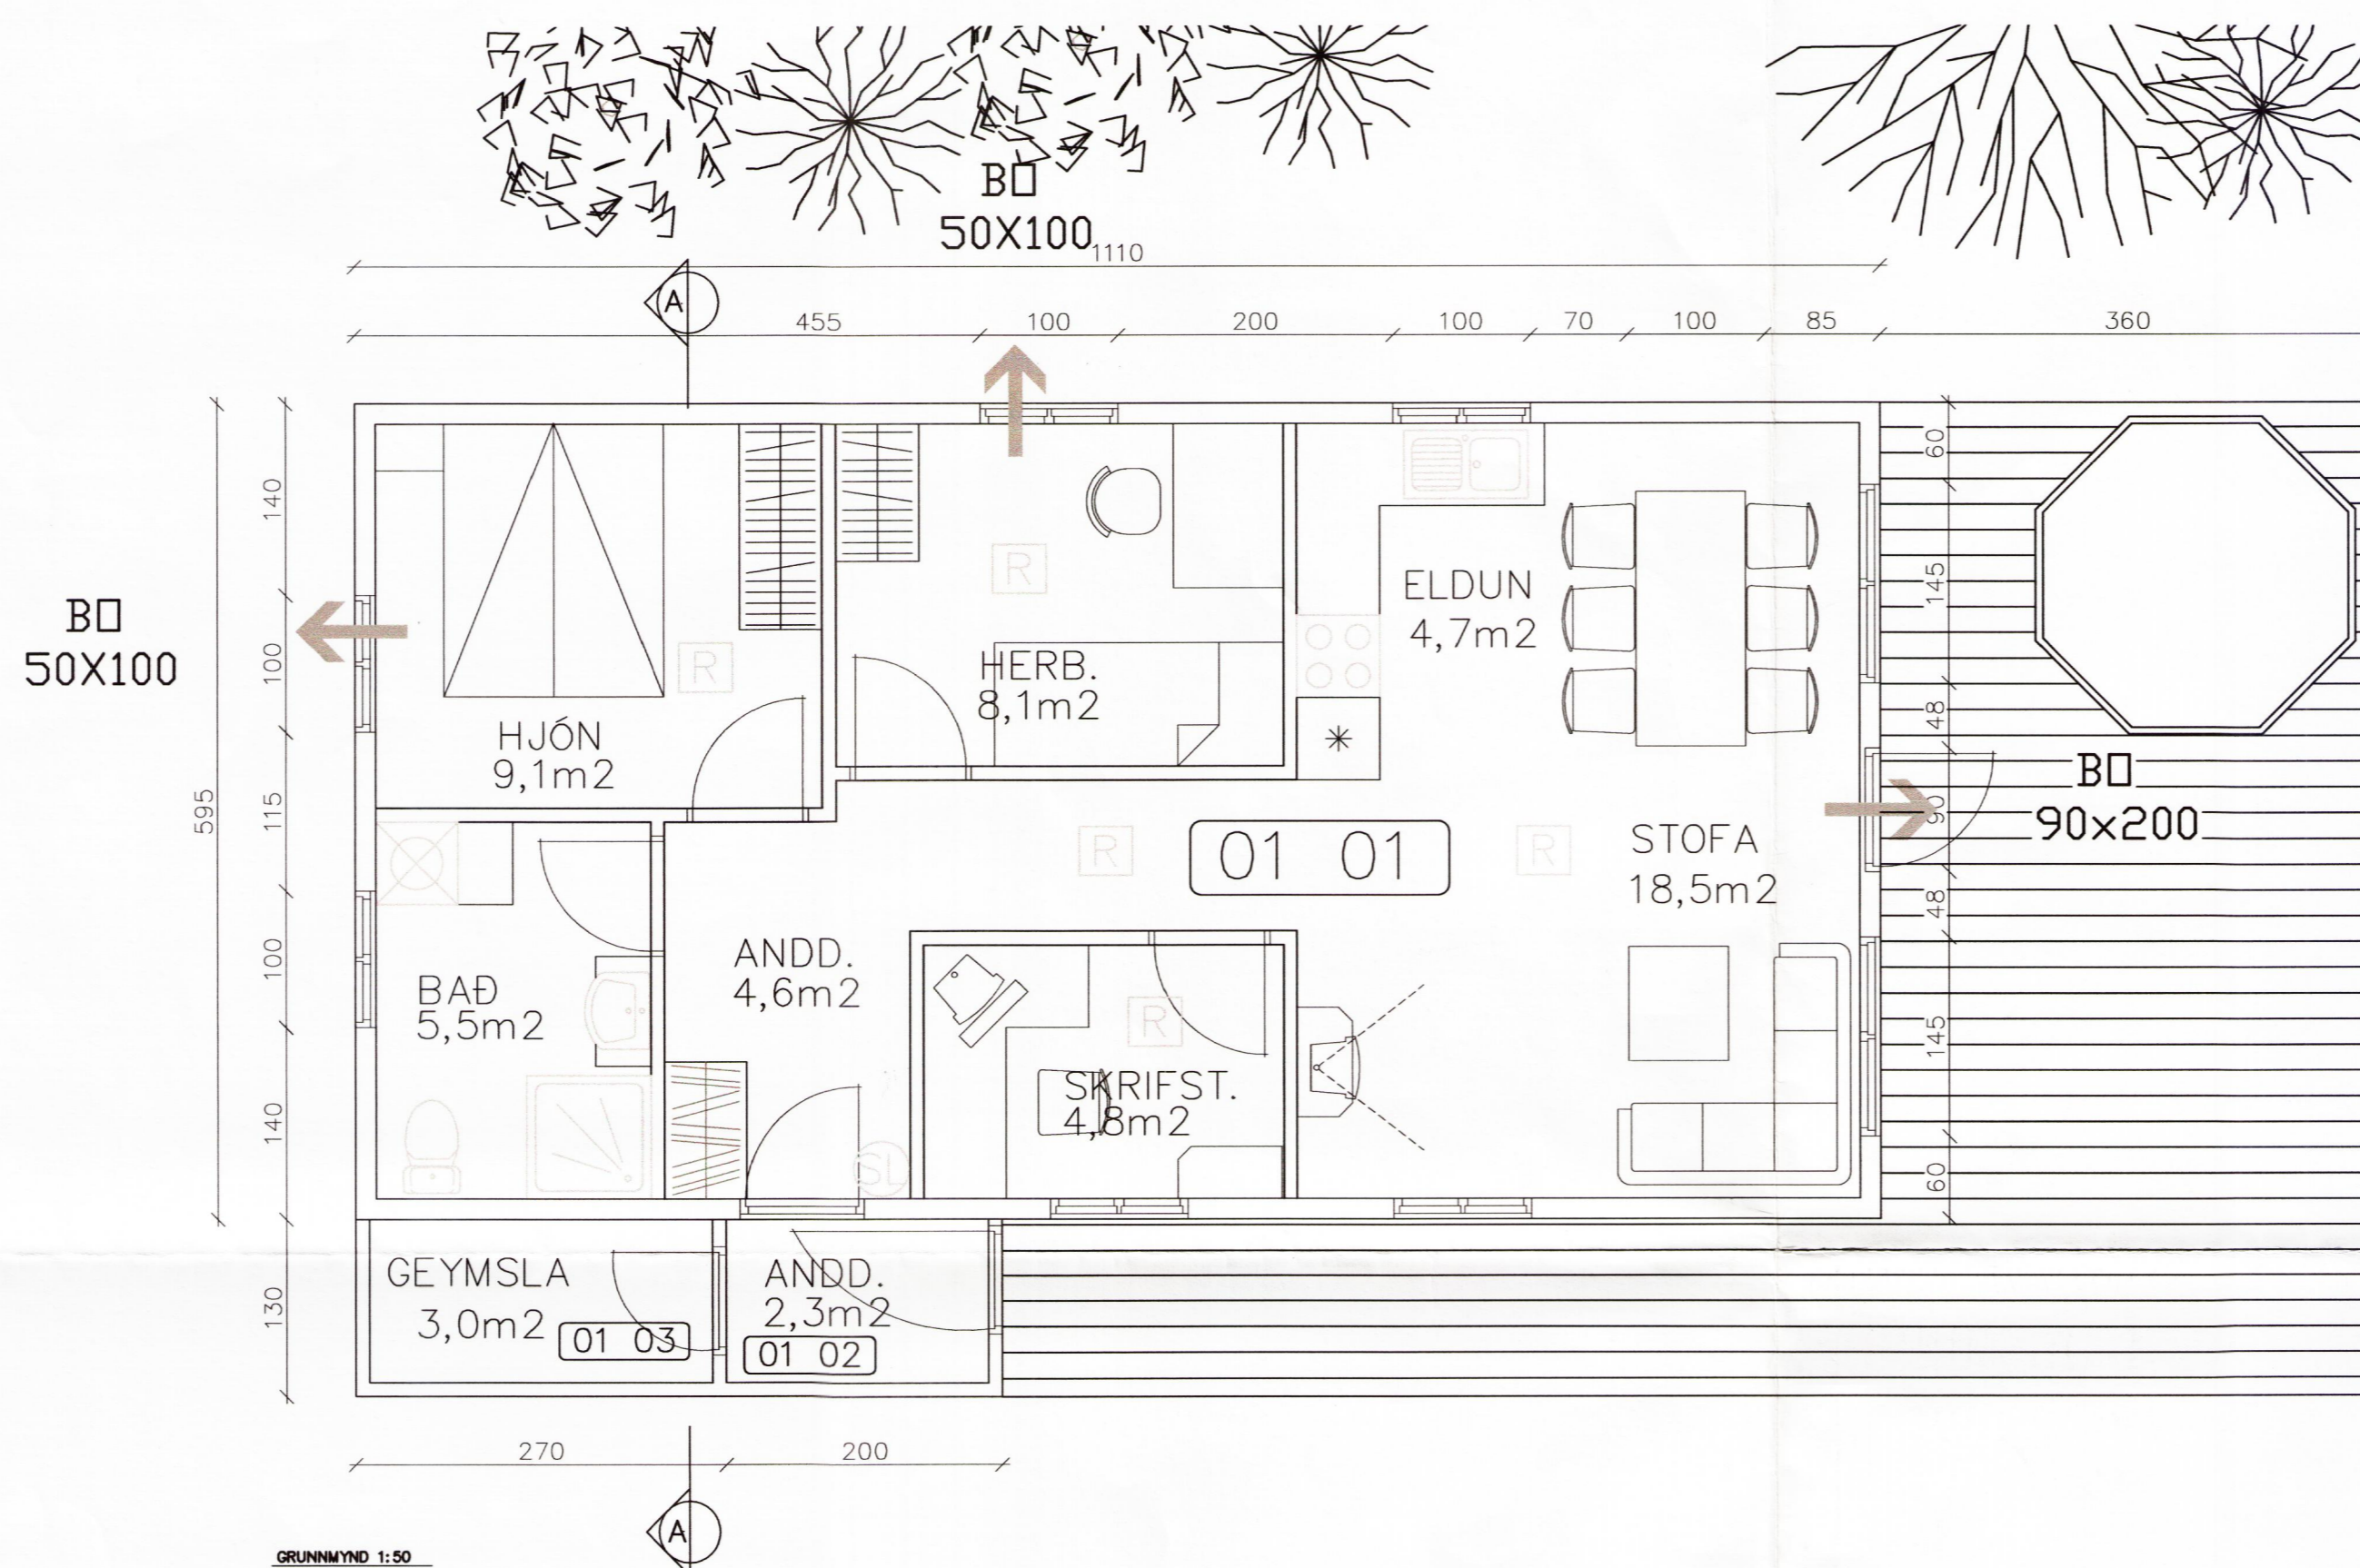 B□
50X100
1110
A
455 100 200 100 70 100 85 360
60
140
145
ELDUN
4,7m2
R
B□
50X100
100
R
HERB.
8,1m2
48
HJÓN
9,1m2
B□
90x200
595
115
90
01 01
STOFA
18,5m2
R
R
48
100
ANDD.
4,6m2
BAÐ
5,5m2
R
145
140
SKRIFST.
4,8m2
SL
60
GEYMSLA
3,0m2
01 03
ANDD.
2,3m2
01 02
130
270 200
A
GRUNNMYND 1:50